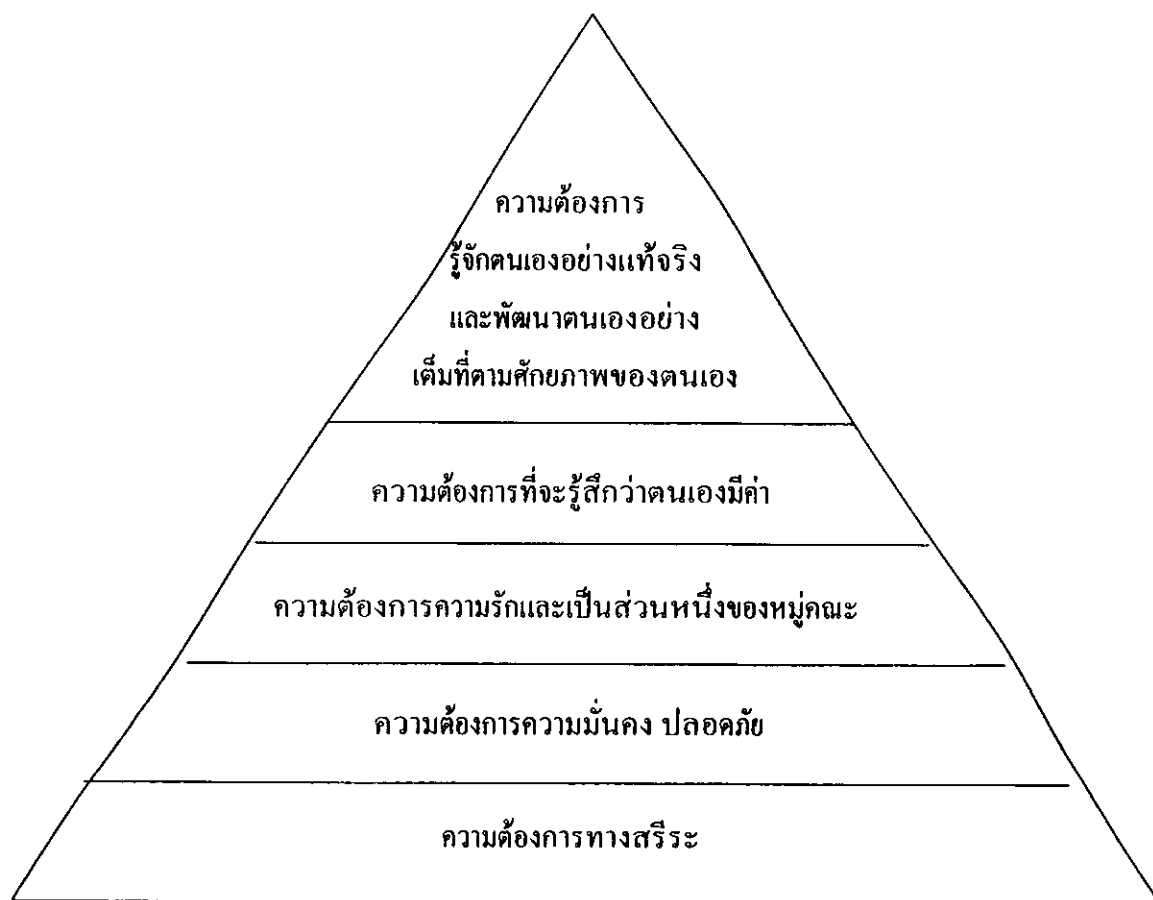 ความต้องการ
รู้จักตนเองอย่างแท้จริง
และพัฒนาตนเองอย่าง
เต็มที่ตามศักยภาพของตนเอง
ความต้องการที่จะรู้สึกว่าตนเองมีค่า
ความต้องการความรักและเป็นส่วนหนึ่งของหมู่คณะ
ความต้องการความมั่นคง ปลอดภัย
ความต้องการทางสรีระ